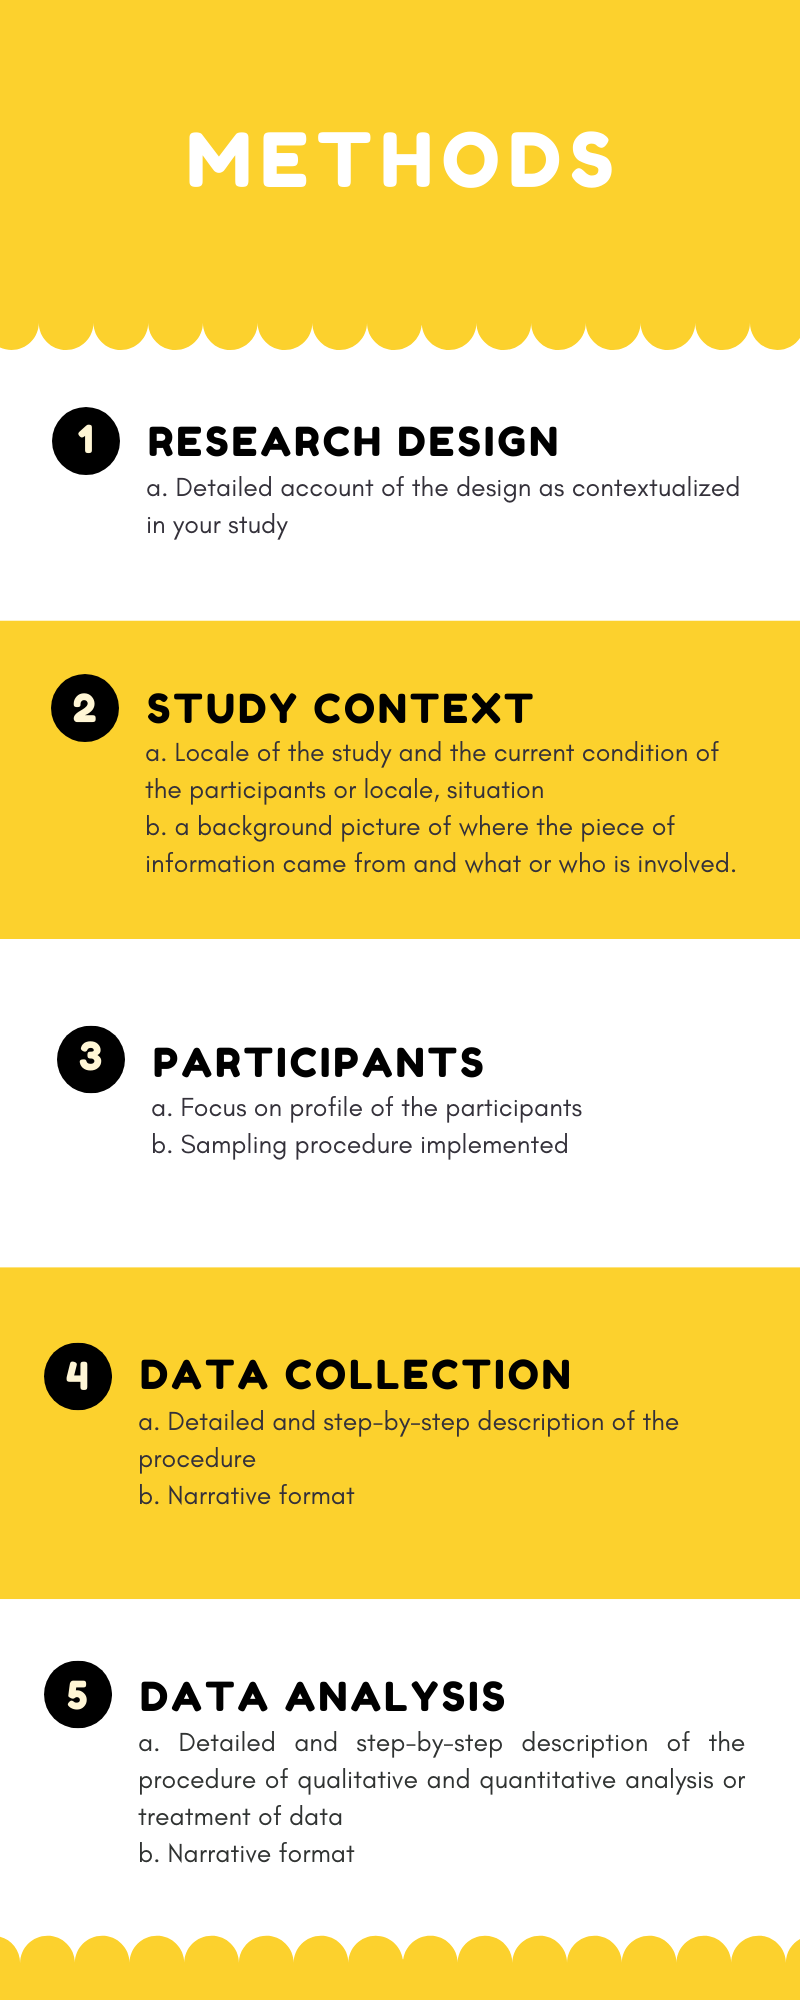 METHODS
1
RESEARCH DESIGN
a. Detailed account of the design as contextualized
in your study
2
STUDY CONTEXT
a. Locale of the study and the current condition of
the participants or locale, situation
b. a background picture of where the piece of
information came from and what or who is involved.
3
PARTICIPANTS
a. Focus on profile of the participants
b. Sampling procedure implemented
4
DATA COLLECTION
a. Detailed and step-by-step description of the
procedure
b. Narrative format
5
DATA ANALYSIS
a. Detailed and step-by-step description of the
procedure of qualitative and quantitative analysis or
treatment of data
b. Narrative format